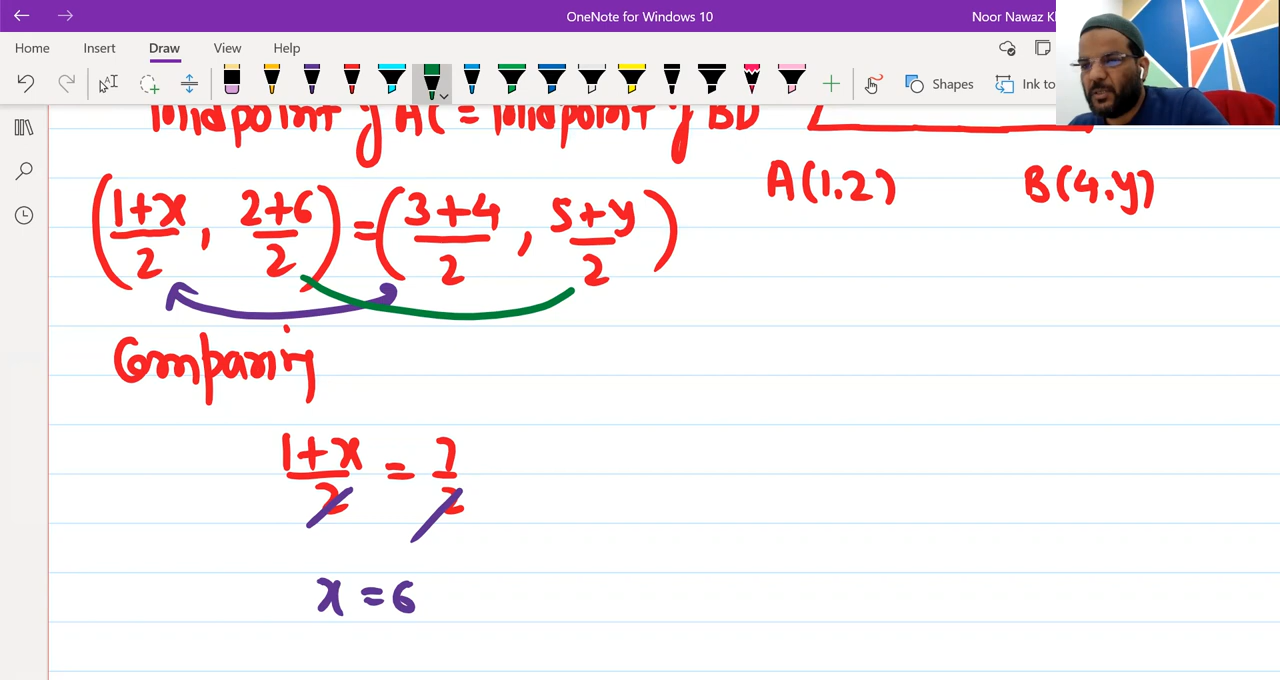 OneNote for Windows 10
Noor Nawaz Kh
Home Insert Draw View Help
Shapes
Ink to
Midpoint of AC = Midpoint of BD
A(1,2) B(4,y)
(1+x/2, 2+6/2) = (3+4/2, 5+y/2)
Comparing
1+x/2 = 7/2
x = 6